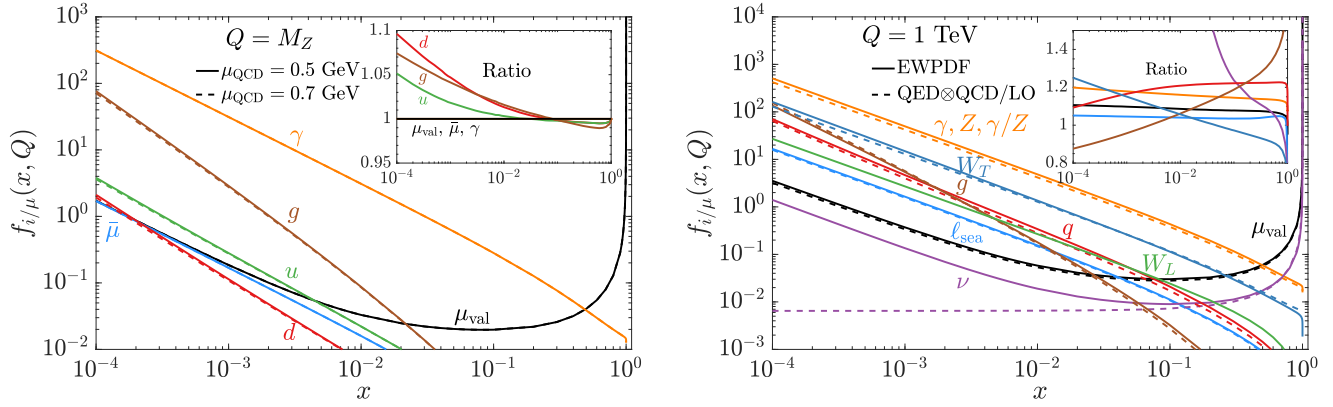 f_{i/μ}(x, Q)
10^3
10^2
10^1
10^0
10^{-1}
10^{-2}
10^{-4}
10^{-3}
10^{-2}
10^{-1}
10^0
x
Q = M_Z
μ_QCD = 0.5 GeV
μ_QCD = 0.7 GeV
γ
g
μ̄
u
d
μ_val
1.1
1.05
1
0.95
10^{-4}
10^{-2}
10^0
Ratio
d
g
u
μ_val, μ̄, γ
f_{i/μ}(x, Q)
10^4
10^3
10^2
10^1
10^0
10^{-1}
10^{-2}
10^{-3}
10^{-4}
10^{-3}
10^{-2}
10^{-1}
10^0
x
Q = 1 TeV
EWPDF
QED⊗QCD/LO
γ, Z, γ/Z
W_T
g
q
ℓ_sea
W_L
μ_val
ν
1.4
1.2
1
0.8
10^{-4}
10^{-2}
10^0
Ratio